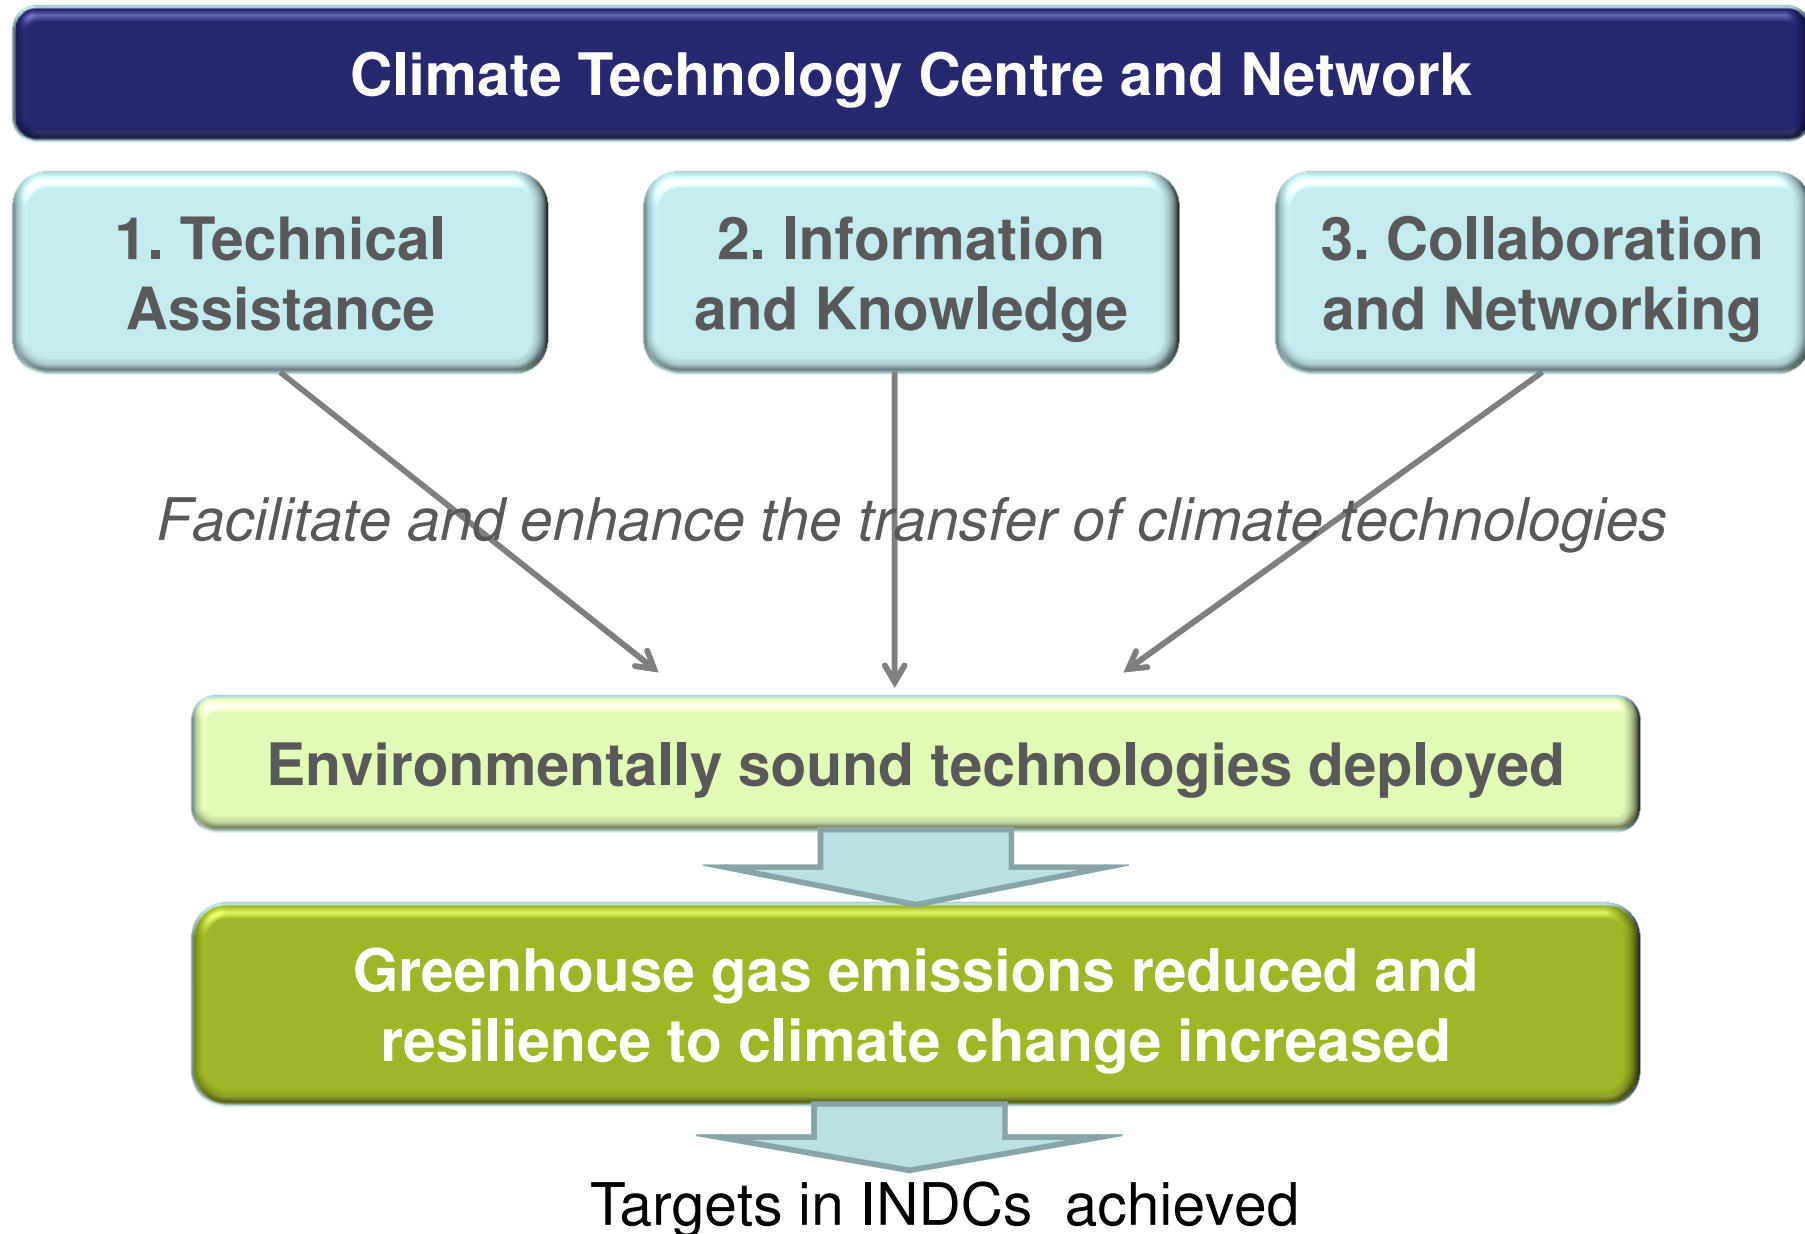 Climate Technology Centre and Network
1. Technical
Assistance
2. Information
and Knowledge
3. Collaboration
and Networking
Facilitate and enhance the transfer of climate technologies
Environmentally sound technologies deployed
Greenhouse gas emissions reduced and
resilience to climate change increased
Targets in INDCs  achieved